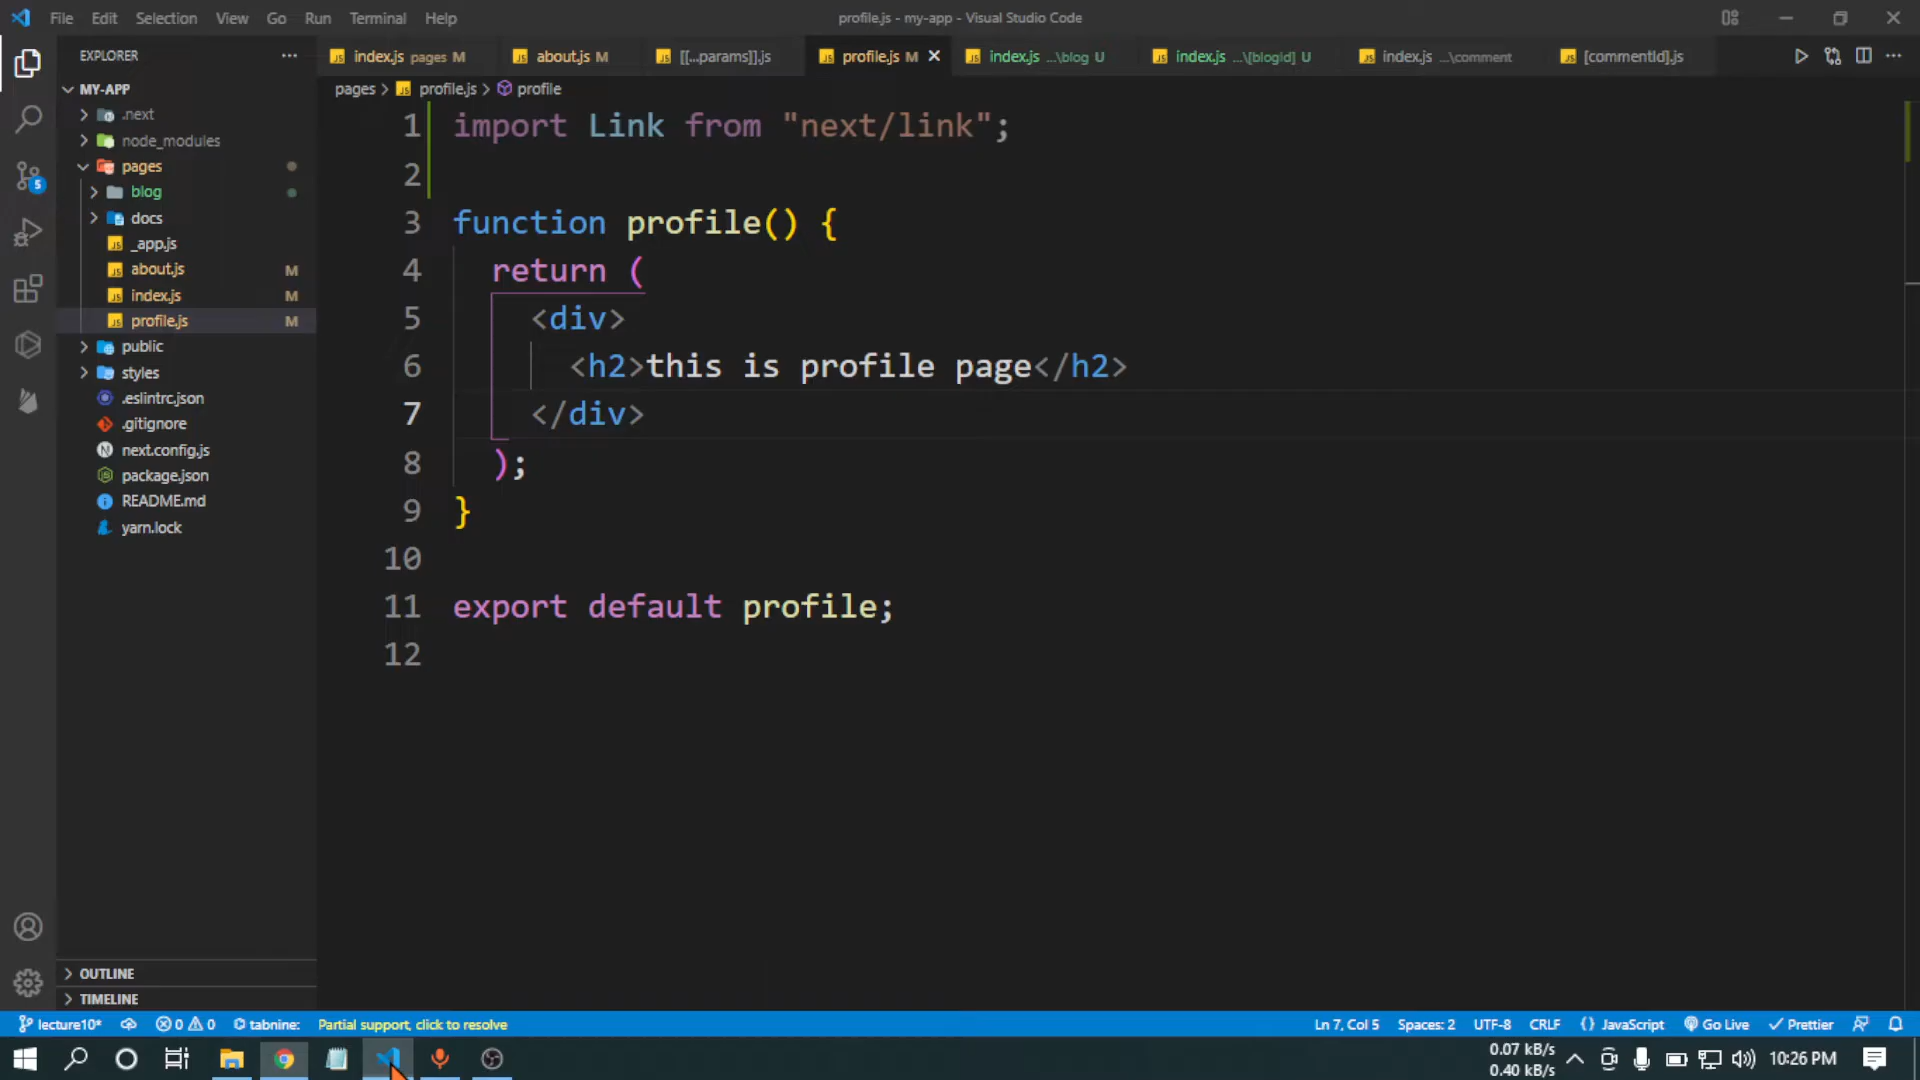 File Edit Selection View Go Run Terminal Help
profile.js - my-app - Visual Studio Code
EXPLORER
index.js pages M
about.js M
[[...params]].js
profile.js M
index.js ...\blog U
index.js ...\[blogId] U
index.js ...\comment
[commentId].js
MY-APP
pages > profile.js > profile
.next
node_modules
pages
blog
docs
_app.js
about.js M
index.js M
profile.js M
public
styles
.eslintrc.json
.gitignore
next.config.js
package.json
README.md
yarn.lock
5
1 import Link from "next/link";
2
3 function profile() {
4 return (
5 <div>
6 <h2>this is profile page</h2>
7 </div>
8 );
9 }
10
11 export default profile;
12
OUTLINE
TIMELINE
lecture10* 0 0 tabnine: Partial support, click to resolve
Ln 7, Col 5 Spaces: 2 UTF-8 CRLF {} JavaScript Go Live Prettier
0.07 kB/s
0.40 kB/s
10:26 PM